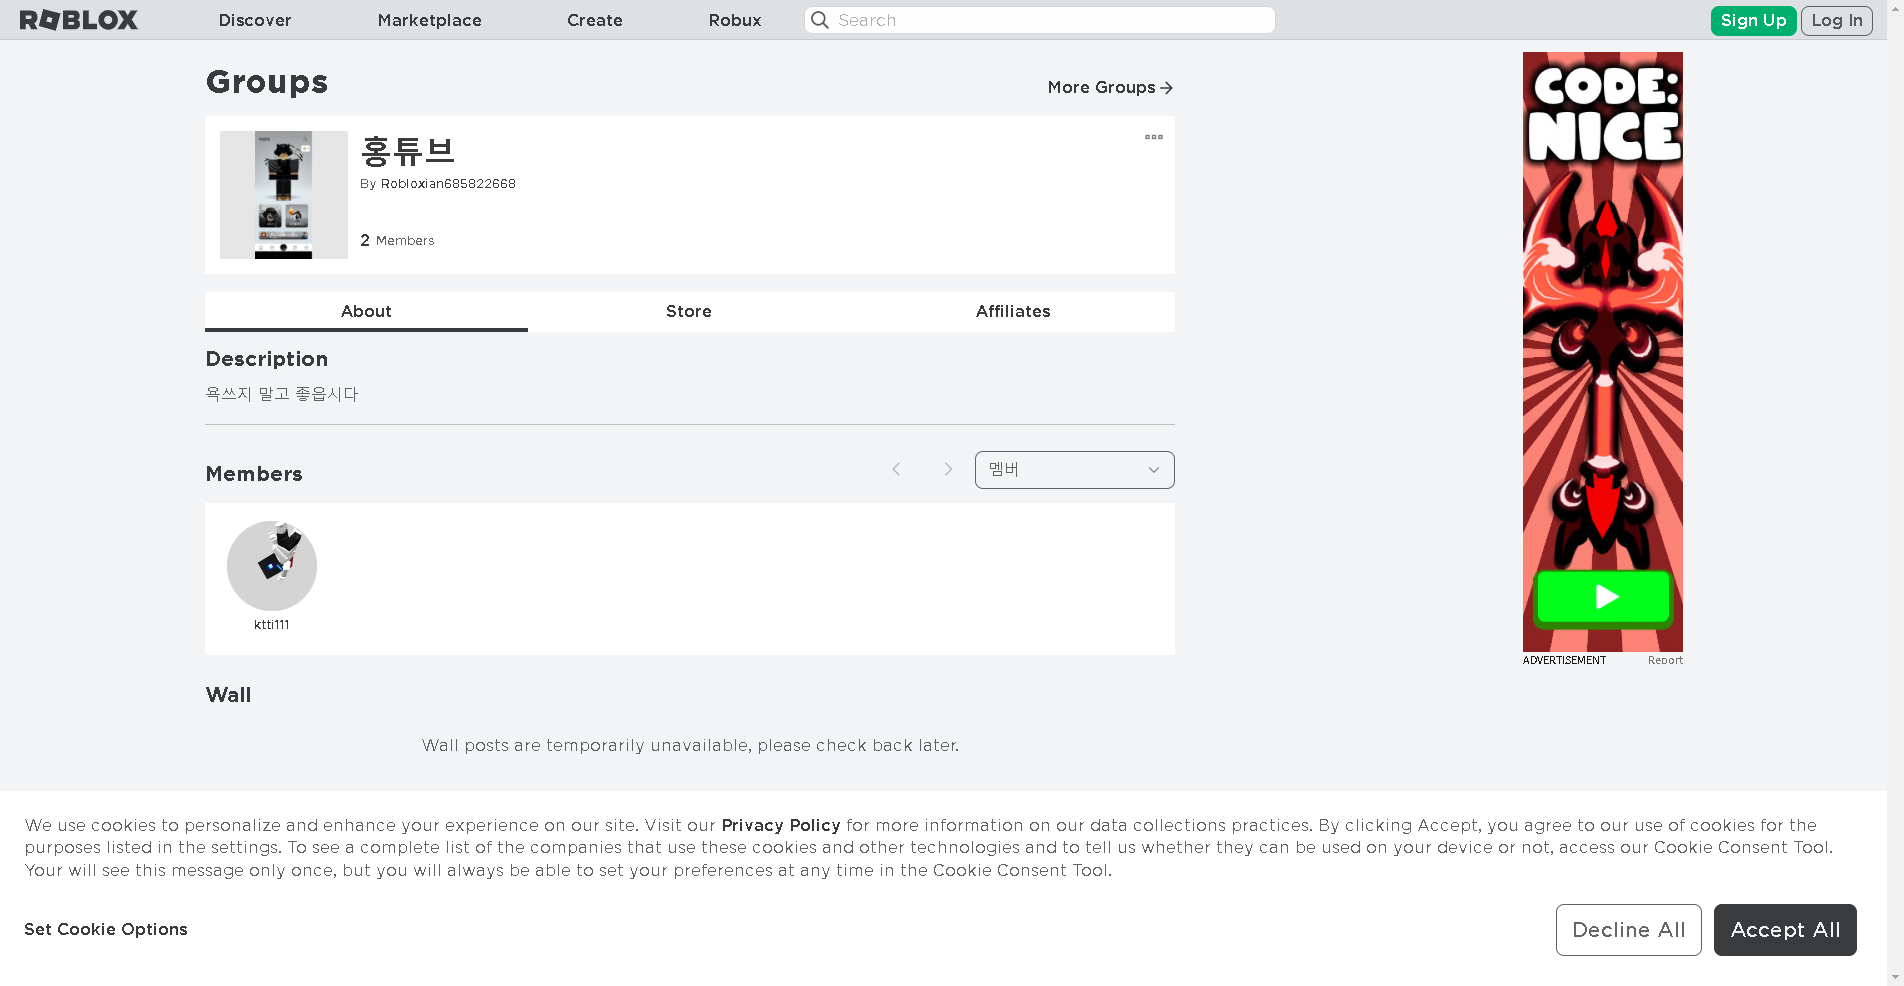 ROBLOX
Discover
Marketplace
Create
Robux
Search
Sign Up
Log In
Groups
More Groups
홍튜브
By Robloxian685822668
2 Members
About
Store
Affiliates
Description
욕쓰지 말고 좋읍시다
Members
멤버
ktti111
Wall
Wall posts are temporarily unavailable, please check back later.
CODE:
NICE
ADVERTISEMENT
Report
We use cookies to personalize and enhance your experience on our site. Visit our Privacy Policy for more information on our data collections practices. By clicking Accept, you agree to our use of cookies for the
purposes listed in the settings. To see a complete list of the companies that use these cookies and other technologies and to tell us whether they can be used on your device or not, access our Cookie Consent Tool.
Your will see this message only once, but you will always be able to set your preferences at any time in the Cookie Consent Tool.
Set Cookie Options
Decline All
Accept All